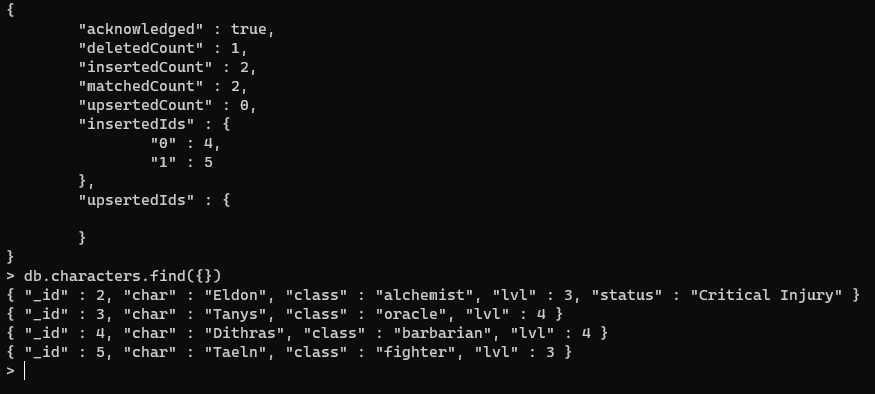 {
        "acknowledged" : true,
        "deletedCount" : 1,
        "insertedCount" : 2,
        "matchedCount" : 2,
        "upsertedCount" : 0,
        "insertedIds" : {
                "0" : 4,
                "1" : 5
        },
        "upsertedIds" : {

        }
}
> db.characters.find({})
{ "_id" : 2, "char" : "Eldon", "class" : "alchemist", "lvl" : 3, "status" : "Critical Injury" }
{ "_id" : 3, "char" : "Tanys", "class" : "oracle", "lvl" : 4 }
{ "_id" : 4, "char" : "Dithras", "class" : "barbarian", "lvl" : 4 }
{ "_id" : 5, "char" : "Taeln", "class" : "fighter", "lvl" : 3 }
>